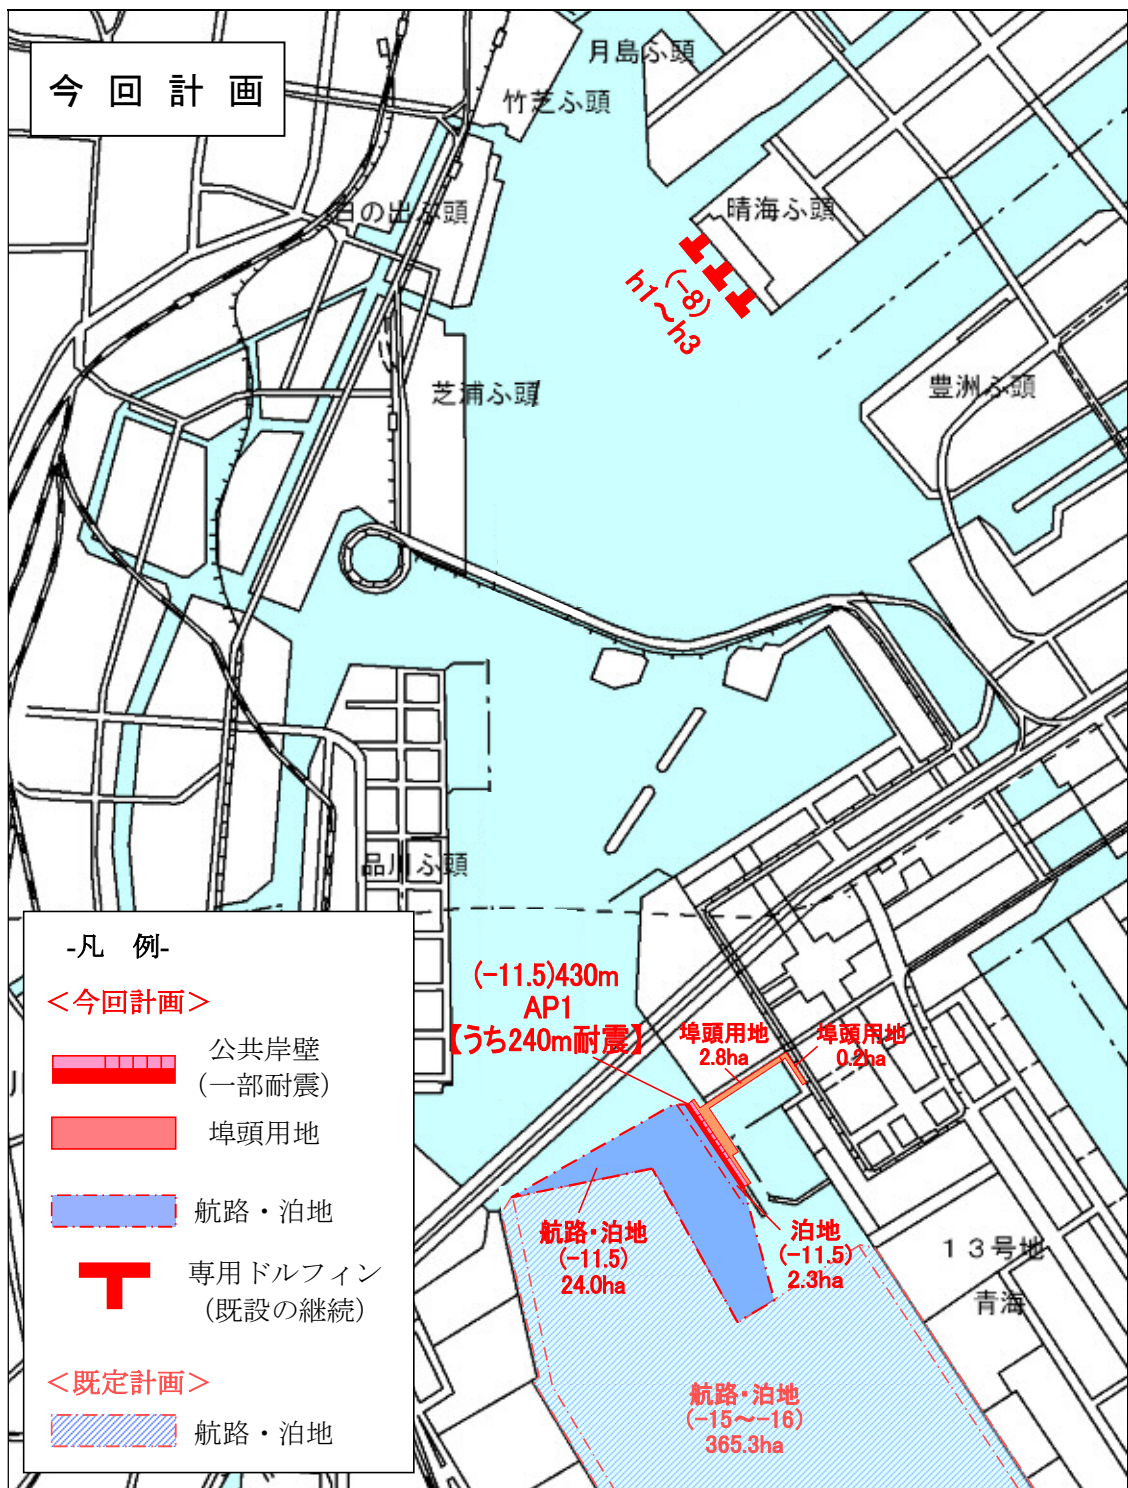 今回計画
月島ふ頭
竹芝ふ頭
日の出ふ頭
晴海ふ頭
(-8)
h1～h3
芝浦ふ頭
豊洲ふ頭
品川ふ頭
(-11.5)430m
AP1
【うち240m耐震】
埠頭用地
2.8ha
埠頭用地
0.2ha
航路・泊地
(-11.5)
24.0ha
泊地
(-11.5)
2.3ha
１３号地
青海
航路・泊地
(-15～-16)
365.3ha
-凡 例-
＜今回計画＞
公共岸壁
（一部耐震）
埠頭用地
航路・泊地
専用ドルフィン
（既設の継続）
＜既定計画＞
航路・泊地